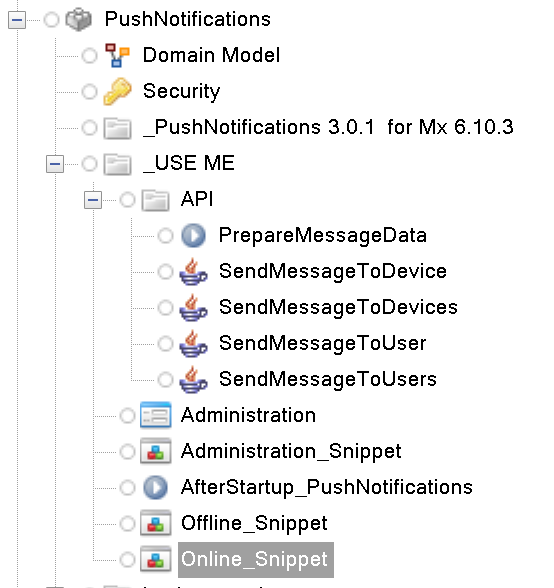 PushNotifications
Domain Model
Security
_PushNotifications 3.0.1 for Mx 6.10.3
_USE ME
API
PrepareMessageData
SendMessageToDevice
SendMessageToDevices
SendMessageToUser
SendMessageToUsers
Administration
Administration_Snippet
AfterStartup_PushNotifications
Offline_Snippet
Online_Snippet